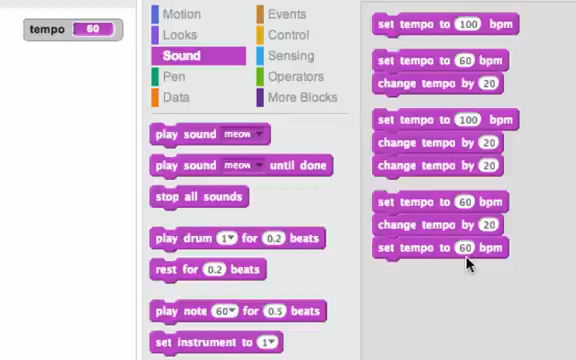 tempo 60
Motion
Looks
Sound
Pen
Data
Events
Control
Sensing
Operators
More Blocks
play sound meow
play sound meow until done
stop all sounds
play drum 1 for 0.2 beats
rest for 0.2 beats
play note 60 for 0.5 beats
set instrument to 1
set tempo to 100 bpm
set tempo to 60 bpm
change tempo by 20
set tempo to 100 bpm
change tempo by 20
change tempo by 20
set tempo to 60 bpm
change tempo by 20
set tempo to 60 bpm